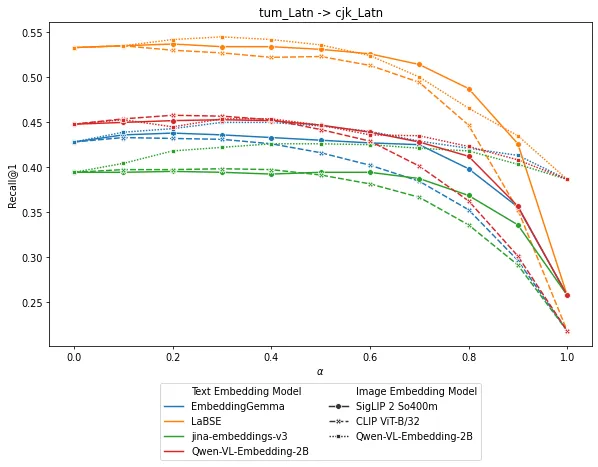 tum_Latn -> cjk_Latn
0.55
0.50
0.45
0.40
0.35
0.30
0.25
Recall@1
0.0 0.2 0.4 0.6 0.8 1.0
α
Text Embedding Model
EmbeddingGemma
LaBSE
jina-embeddings-v3
Qwen-VL-Embedding-2B
Image Embedding Model
SigLIP 2 So400m
CLIP ViT-B/32
Qwen-VL-Embedding-2B